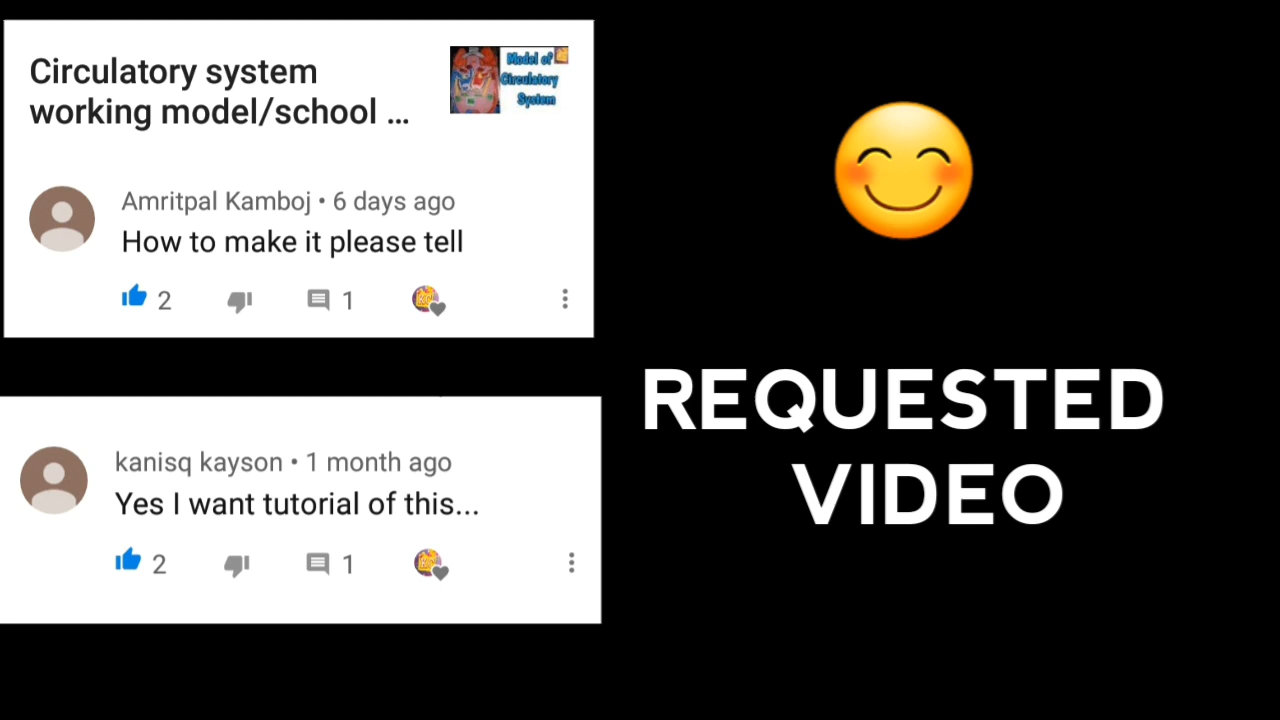 Circulatory system
working model/school ...
Model of
Circulatory
System
Amritpal Kamboj • 6 days ago
How to make it please tell
2
1
kanisq kayson • 1 month ago
Yes I want tutorial of this...
2
1
REQUESTED
VIDEO